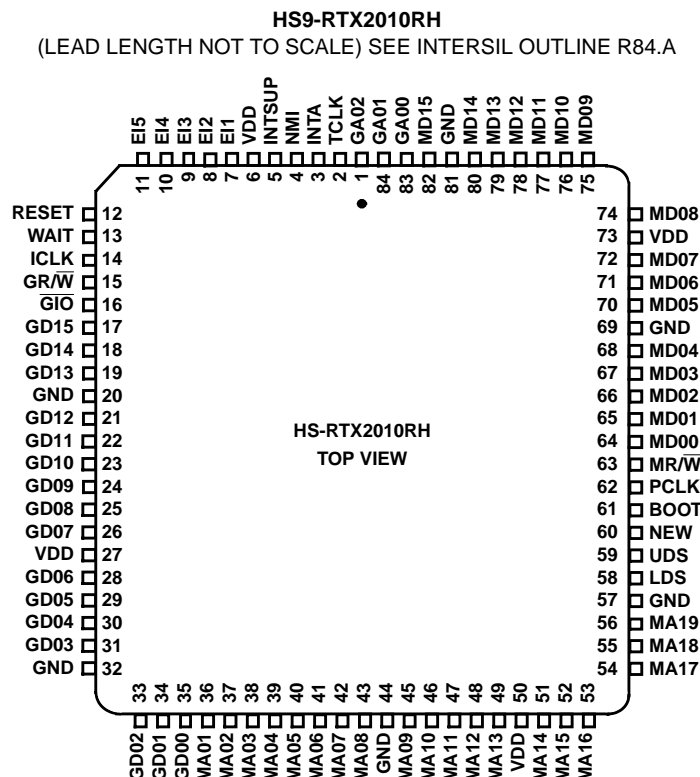 HS9-RTX2010RH
(LEAD LENGTH NOT TO SCALE) SEE INTERSIL OUTLINE R84.A
EI5 EI4 EI3 EI2 EI1 VDD INTSUP NMI INTA TCLK GA02 GA01 GA00 MD15 GND MD14 MD13 MD12 MD11 MD10 MD09
11 10 9 8 7 6 5 4 3 2 1 84 83 82 81 80 79 78 77 76 75
RESET 12 74 MD08
WAIT 13 73 VDD
ICLK 14 72 MD07
GR/W̅ 15 71 MD06
G̅I̅O̅ 16 70 MD05
GD15 17 69 GND
GD14 18 68 MD04
GD13 19 67 MD03
GND 20 66 MD02
GD12 21 65 MD01
GD11 22 64 MD00
GD10 23 63 MR/W̅
GD09 24 62 PCLK
GD08 25 61 BOOT
GD07 26 60 NEW
VDD 27 59 UDS
GD06 28 58 LDS
GD05 29 57 GND
GD04 30 56 MA19
GD03 31 55 MA18
GND 32 54 MA17
HS-RTX2010RH
TOP VIEW
33 34 35 36 37 38 39 40 41 42 43 44 45 46 47 48 49 50 51 52 53
GD02 GD01 GD00 MA01 MA02 MA03 MA04 MA05 MA06 MA07 MA08 GND MA09 MA10 MA11 MA12 MA13 VDD MA14 MA15 MA16